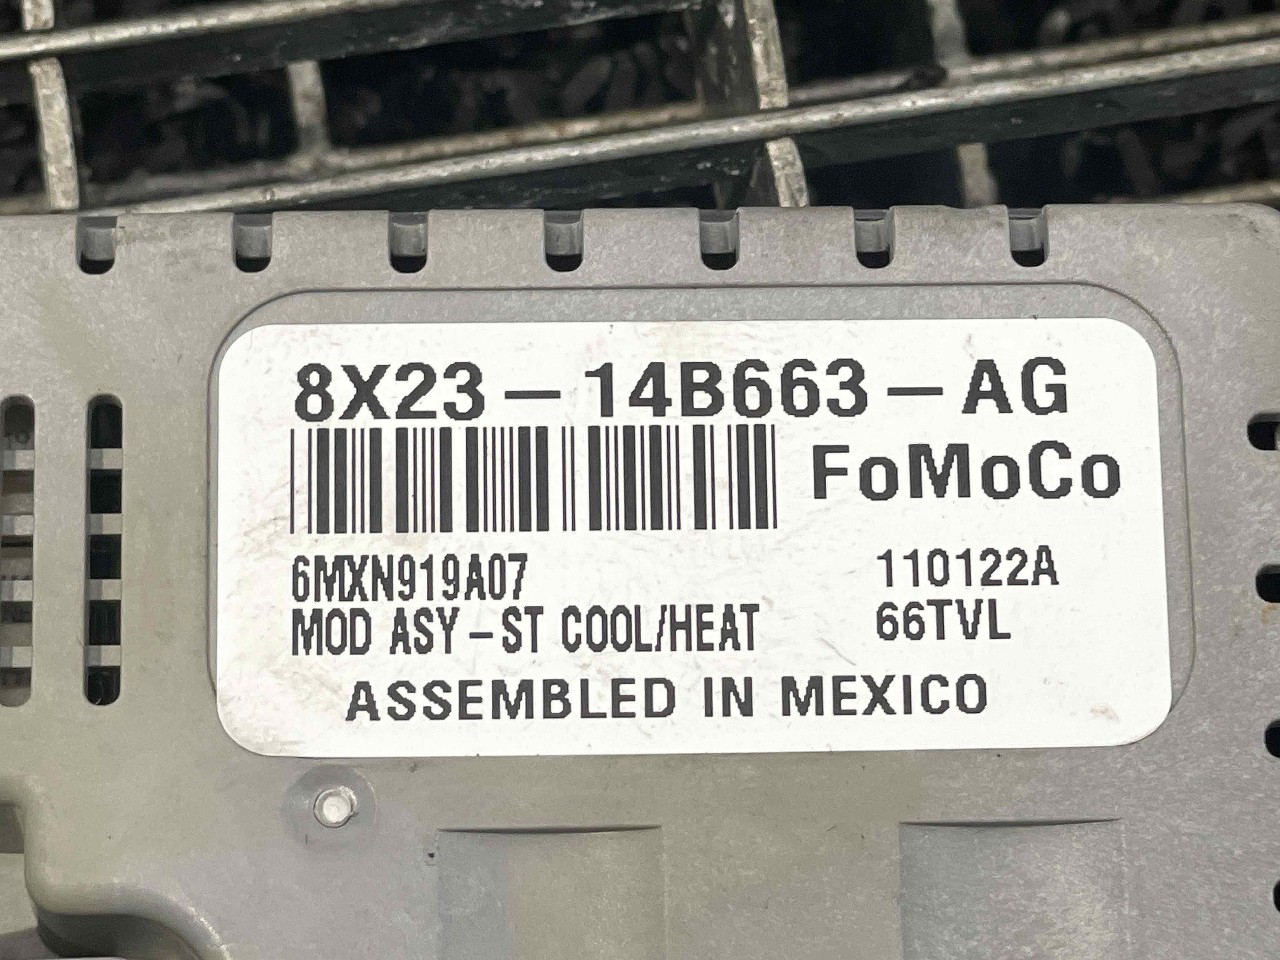 8X23-14B663-AG
FoMoCo
6MXN919A07 110122A
MOD ASY-ST COOL/HEAT 66TVL
ASSEMBLED IN MEXICO